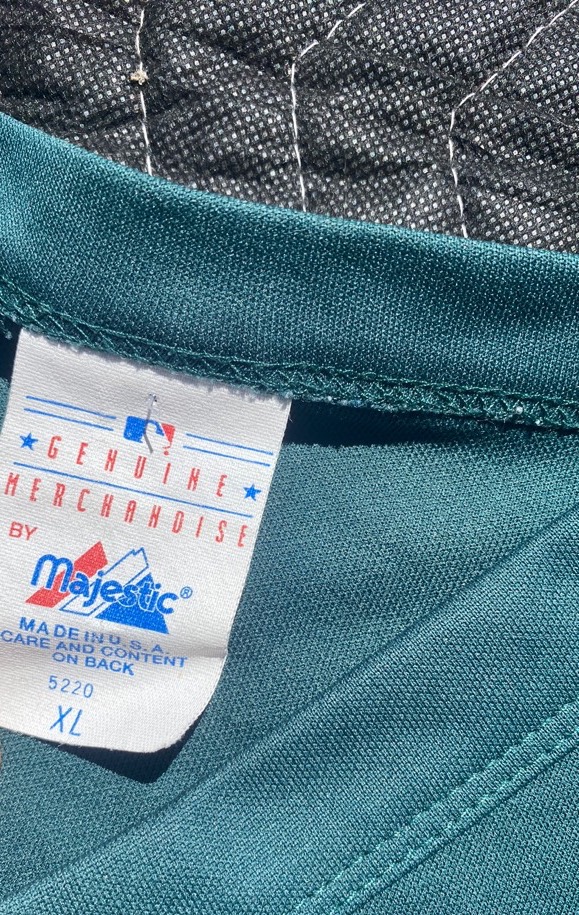 GENUINE
MERCHANDISE
BY
Majestic®
MADE IN U.S.A.
CARE AND CONTENT
ON BACK
5220
XL